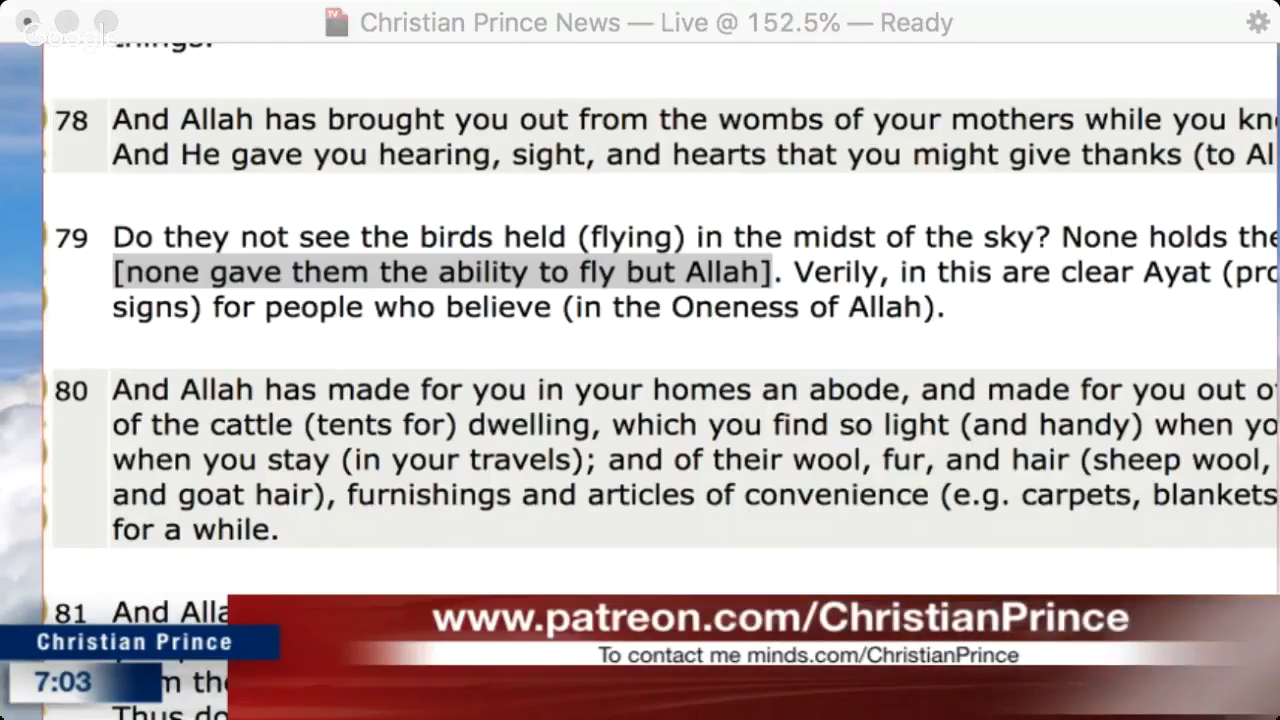 Christian Prince News — Live @ 152.5% — Ready
Google
things.
78 And Allah has brought you out from the wombs of your mothers while you kn
And He gave you hearing, sight, and hearts that you might give thanks (to Al
79 Do they not see the birds held (flying) in the midst of the sky? None holds the
[none gave them the ability to fly but Allah]. Verily, in this are clear Ayat (pro
signs) for people who believe (in the Oneness of Allah).
80 And Allah has made for you in your homes an abode, and made for you out of
of the cattle (tents for) dwelling, which you find so light (and handy) when yo
when you stay (in your travels); and of their wool, fur, and hair (sheep wool,
and goat hair), furnishings and articles of convenience (e.g. carpets, blankets
for a while.
81 And Alla
www.patreon.com/ChristianPrince
Christian Prince
To contact me minds.com/ChristianPrince
7:03
m the
Thus do